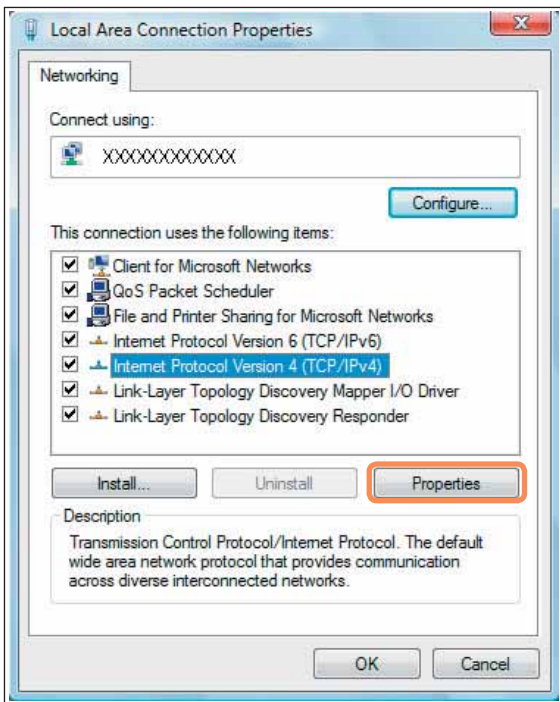 Local Area Connection Properties
Networking
Connect using:
XXXXXXXXXXXX
Configure...
This connection uses the following items:
Client for Microsoft Networks
QoS Packet Scheduler
File and Printer Sharing for Microsoft Networks
Internet Protocol Version 6 (TCP/IPv6)
Internet Protocol Version 4 (TCP/IPv4)
Link-Layer Topology Discovery Mapper I/O Driver
Link-Layer Topology Discovery Responder
Install...
Uninstall
Properties
Description
Transmission Control Protocol/Internet Protocol. The default
wide area network protocol that provides communication
across diverse interconnected networks.
OK
Cancel